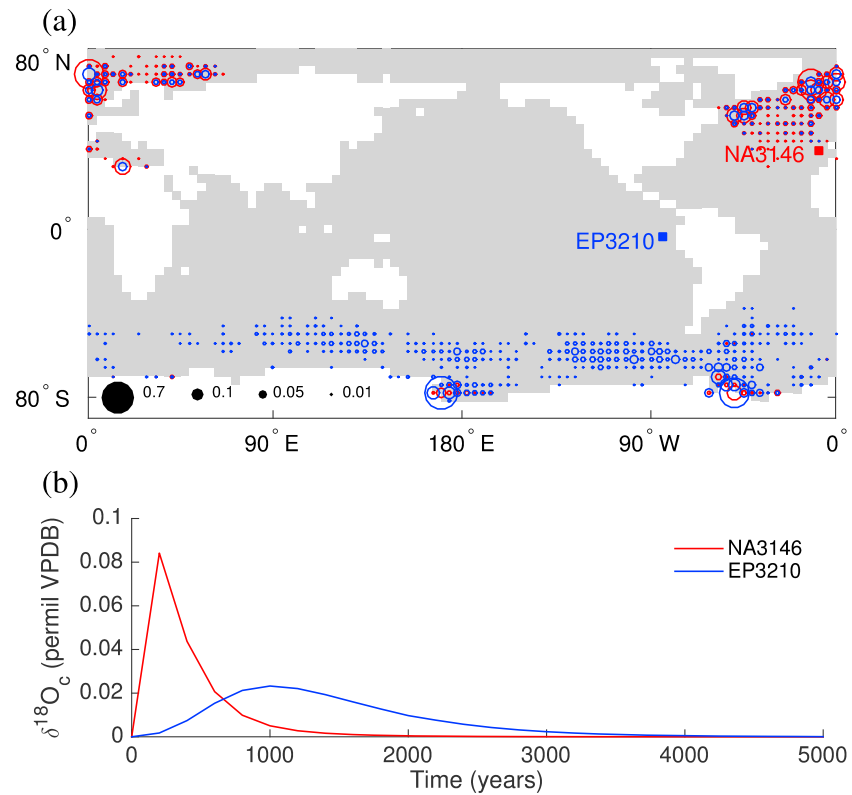 (a)
80° N
NA3146
0°
EP3210
80° S
0.7 0.1 0.05 0.01
0° 90° E 180° E 90° W 0°
(b)
δ¹⁸Oc (permil VPDB)
0.1
0.08
0.06
0.04
0.02
0
NA3146
EP3210
0 1000 2000 3000 4000 5000
Time (years)